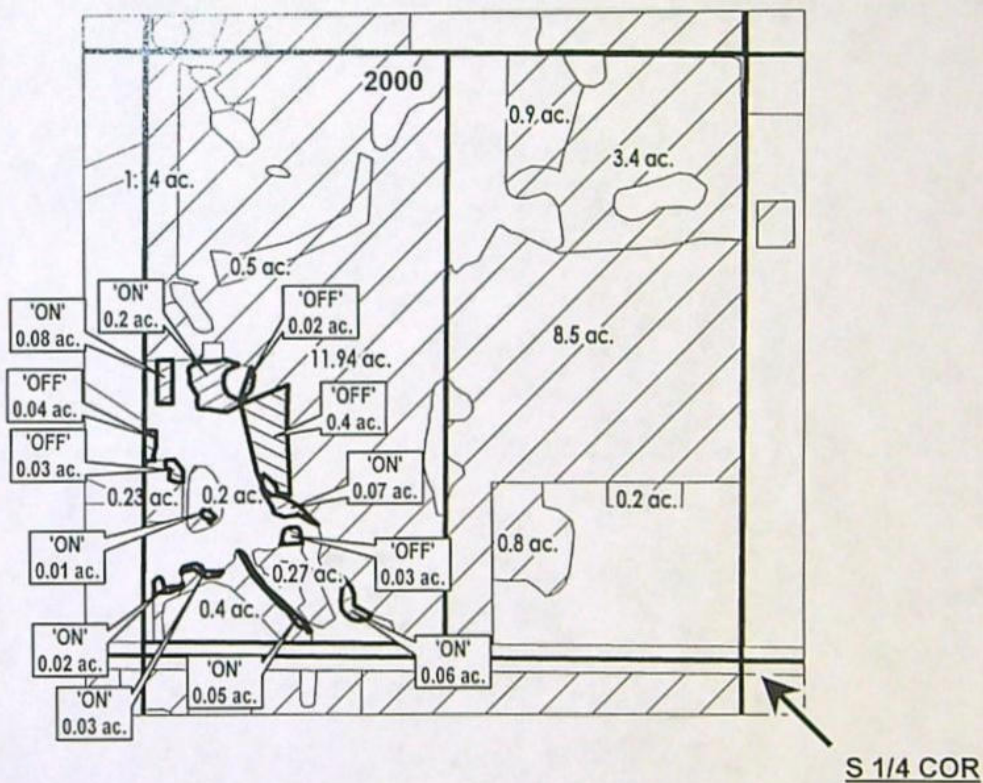 2000
0.9 ac.
3.4 ac.
0.5 ac.
'ON'
0.2 ac.
'OFF'
0.02 ac.
'ON'
0.08 ac.
11.94 ac.
8.5 ac.
'OFF'
0.04 ac.
'OFF'
0.4 ac.
'OFF'
0.03 ac.
'ON'
0.07 ac.
0.23 ac.
0.2 ac.
0.2 ac.
0.8 ac.
'ON'
0.01 ac.
'OFF'
0.03 ac.
0.27 ac.
0.4 ac.
'ON'
0.02 ac.
'ON'
0.03 ac.
'ON'
0.05 ac.
'ON'
0.06 ac.
S 1/4 COR